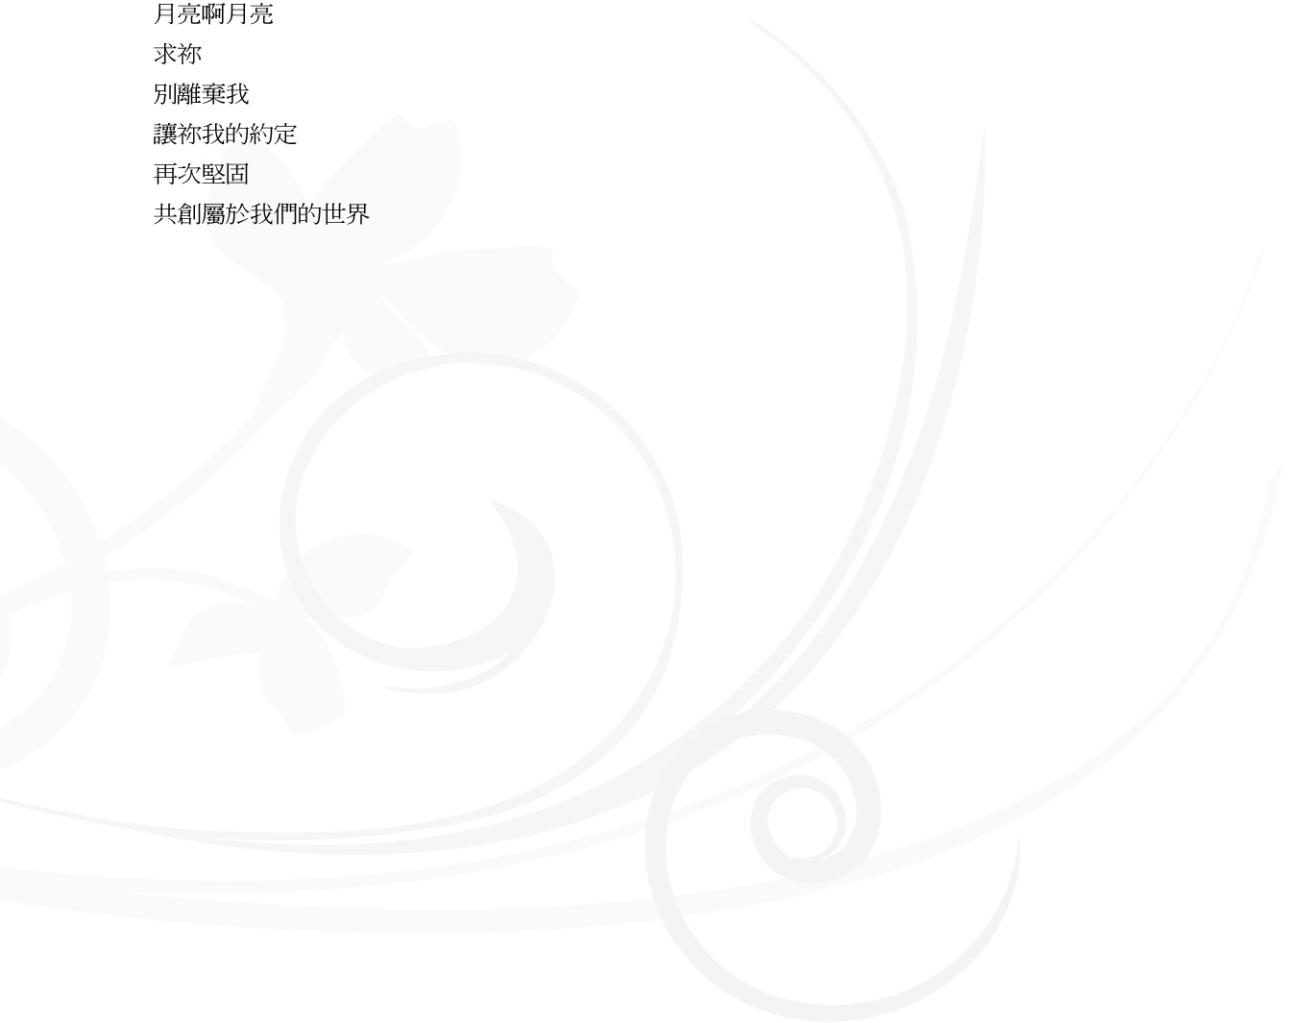 月亮啊月亮
求祢
別離棄我
讓祢我的約定
再次堅固
共創屬於我們的世界